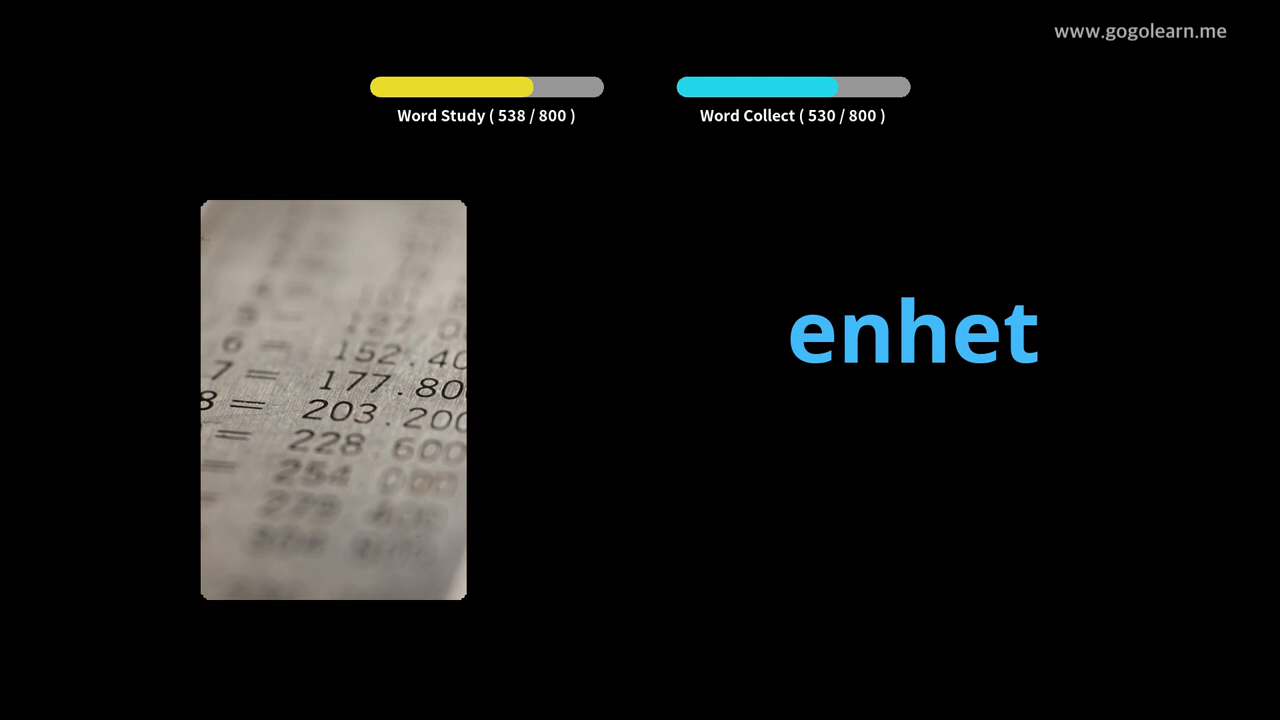 www.gogolearn.me
Word Study ( 538 / 800 )
Word Collect ( 530 / 800 )
enhet
6 = 152.40
7 = 177.80
8 = 203.200
= 228.600
= 254 000